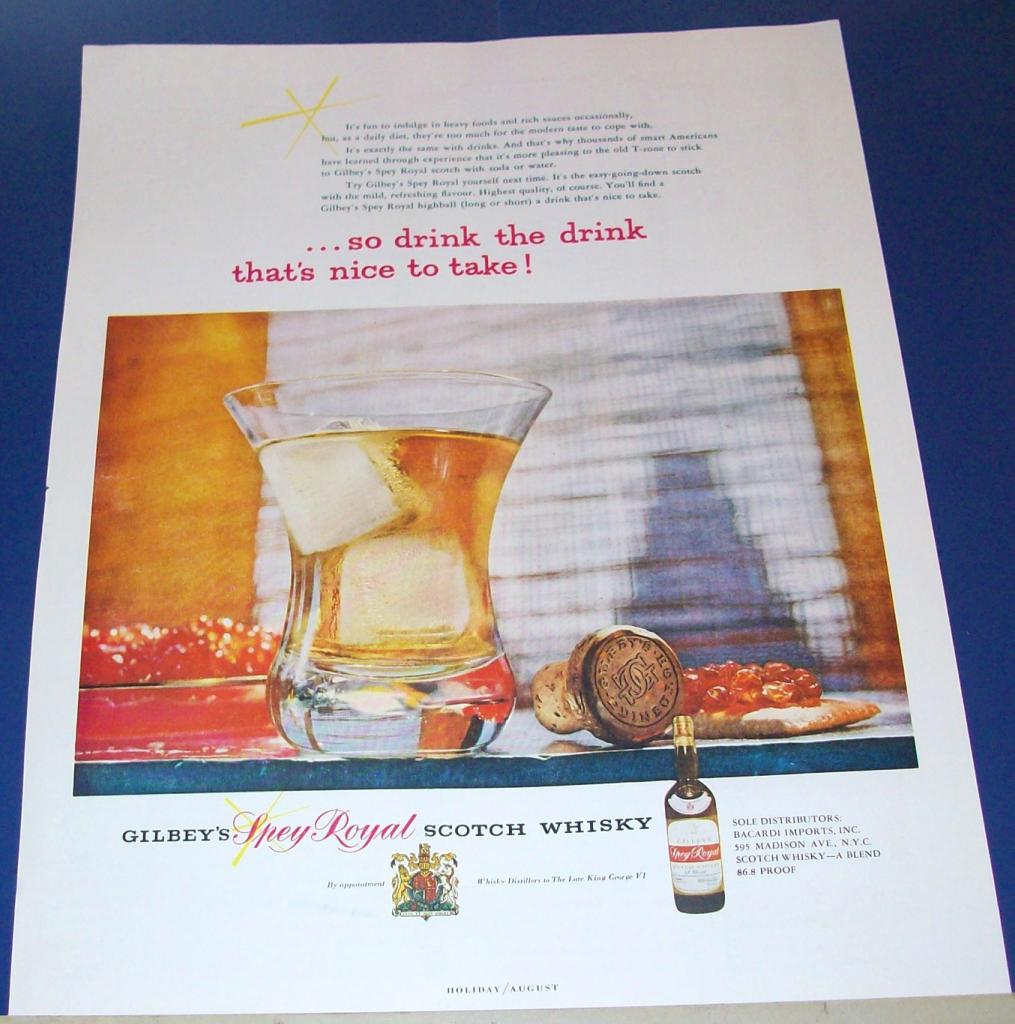 It's fun to indulge in heavy foods and rich sauces occasionally,
but, as a daily diet, they're too much for the modern taste to cope with.
It's exactly the same with drinks. And that's why thousands of smart Americans
have learned through experience that it's more pleasing to the old T-zone to stick
to Gilbey's Spey Royal scotch with soda or water.
Try Gilbey's Spey Royal yourself next time. It's the easy-going-down scotch
with the mild, refreshing flavour. Highest quality, of course. You'll find a
Gilbey's Spey Royal highball (long or short) a drink that's nice to take.
...so drink the drink
that's nice to take!
GILBEY'S Spey Royal SCOTCH WHISKY
By appointment
Whisky Distillers to The Late King George VI
GILBEY'S
Spey Royal
SOLE DISTRIBUTORS:
BACARDI IMPORTS, INC.
595 MADISON AVE., N.Y.C.
SCOTCH WHISKY—A BLEND
86.8 PROOF
HOLIDAY/AUGUST